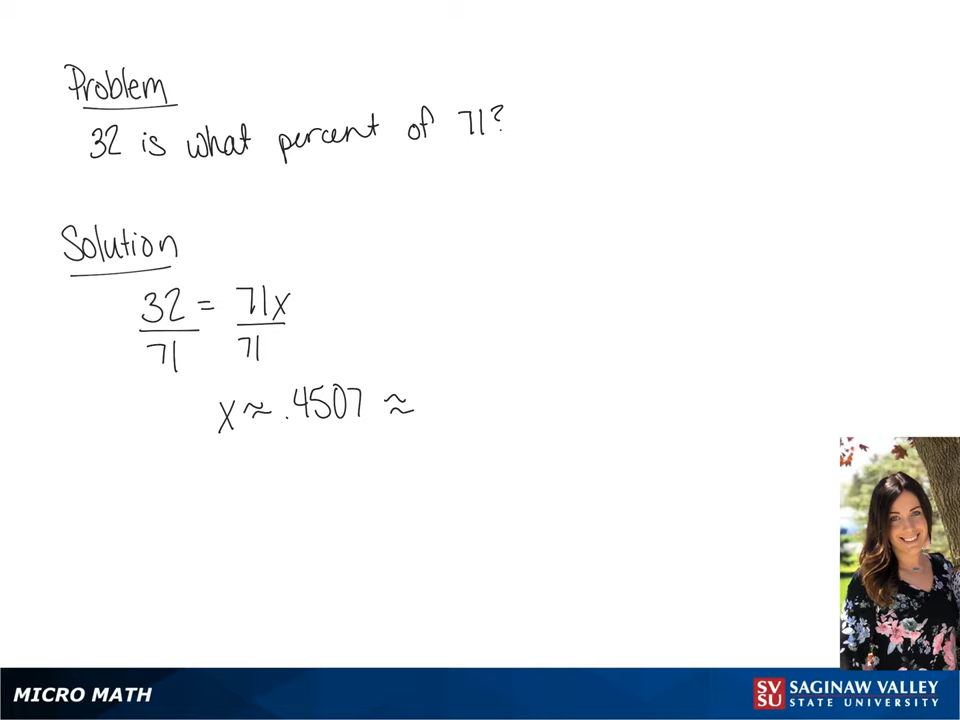 Problem
32 is what percent of 71?
Solution
32 = 71x
71 71
x ≈ .4507 ≈
MICRO MATH
SV
SU
SAGINAW VALLEY
STATE UNIVERSITY